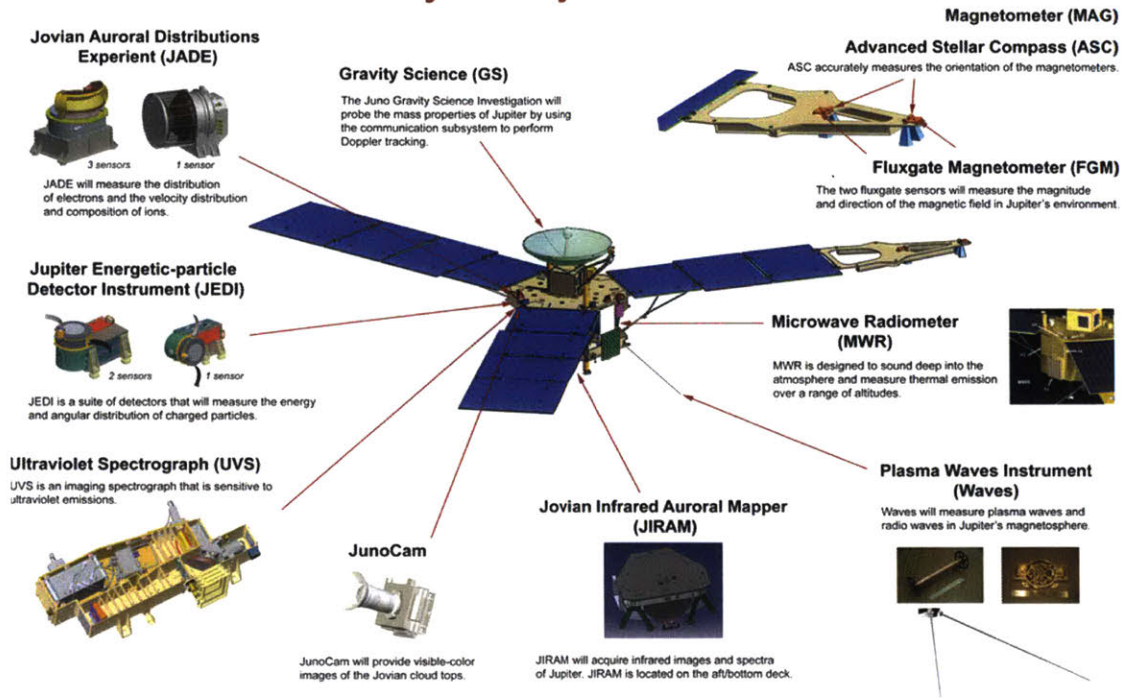 Jovian Auroral Distributions
Experient (JADE)
3 sensors
1 sensor
JADE will measure the distribution
of electrons and the velocity distribution
and composition of ions.
Gravity Science (GS)
The Juno Gravity Science Investigation will
probe the mass properties of Jupiter by using
the communication subsystem to perform
Doppler tracking.
Magnetometer (MAG)
Advanced Stellar Compass (ASC)
ASC accurately measures the orientation of the magnetometers.
Fluxgate Magnetometer (FGM)
The two fluxgate sensors will measure the magnitude
and direction of the magnetic field in Jupiter's environment.
Jupiter Energetic-particle
Detector Instrument (JEDI)
2 sensors
1 sensor
JEDI is a suite of detectors that will measure the energy
and angular distribution of charged particles.
Microwave Radiometer
(MWR)
MWR is designed to sound deep into the
atmosphere and measure thermal emission
over a range of altitudes.
Ultraviolet Spectrograph (UVS)
UVS is an imaging spectrograph that is sensitive to
ultraviolet emissions.
JunoCam
JunoCam will provide visible-color
images of the Jovian cloud tops.
Jovian Infrared Auroral Mapper
(JIRAM)
JIRAM will acquire infrared images and spectra
of Jupiter. JIRAM is located on the aft/bottom deck.
Plasma Waves Instrument
(Waves)
Waves will measure plasma waves and
radio waves in Jupiter's magnetosphere.